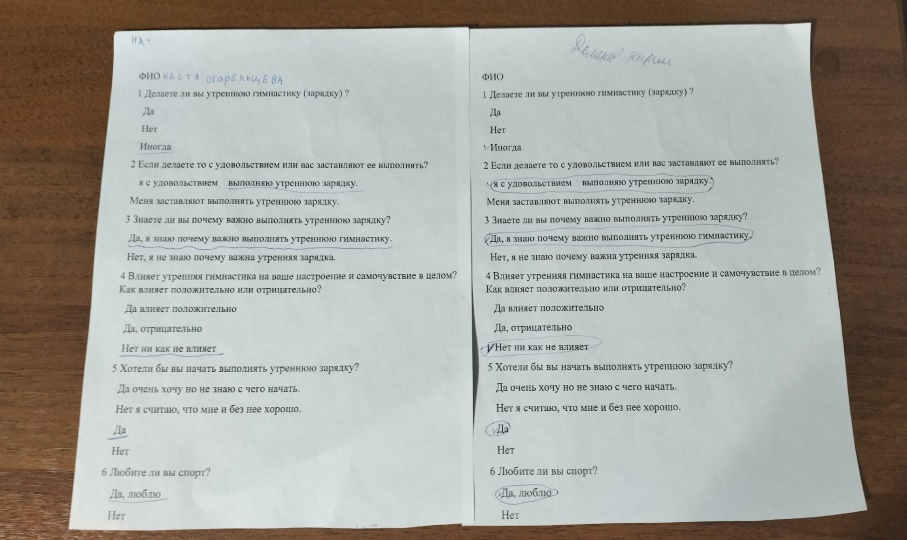 НА-
ФИО НАСТЯ ОГОРЕЛЬЦЕВА
1 Делаете ли вы утреннюю гимнастику (зарядку) ?
Да
Нет
Иногда
2 Если делаете то с удовольствием или вас заставляют ее выполнять?
я с удовольствием выполняю утреннюю зарядку.
Меня заставляют выполнять утреннюю зарядку.
3 Знаете ли вы почему важно выполнять утреннюю зарядку?
Да, я знаю почему важно выполнять утреннюю гимнастику.
Нет, я не знаю почему важна утренняя зарядка.
4 Влияет утренняя гимнастика на ваше настроение и самочувствие в целом?
Как влияет положительно или отрицательно?
Да влияет положительно
Да, отрицательно
Нет ни как не влияет
5 Хотели бы вы начать выполнять утреннюю зарядку?
Да очень хочу но не знаю с чего начать.
Нет я считаю, что мне и без нее хорошо.
Да
Нет
6 Любите ли вы спорт?
Да, люблю
Нет
Кирилл
ФИО
1 Делаете ли вы утреннюю гимнастику (зарядку) ?
Да
Нет
Иногда
2 Если делаете то с удовольствием или вас заставляют ее выполнять?
я с удовольствием выполняю утреннюю зарядку.
Меня заставляют выполнять утреннюю зарядку.
3 Знаете ли вы почему важно выполнять утреннюю зарядку?
Да, я знаю почему важно выполнять утреннюю гимнастику.
Нет, я не знаю почему важна утренняя зарядка.
4 Влияет утренняя гимнастика на ваше настроение и самочувствие в целом?
Как влияет положительно или отрицательно?
Да влияет положительно
Да, отрицательно
Нет ни как не влияет
5 Хотели бы вы начать выполнять утреннюю зарядку?
Да очень хочу но не знаю с чего начать.
Нет я считаю, что мне и без нее хорошо.
Да
Нет
6 Любите ли вы спорт?
Да, люблю
Нет